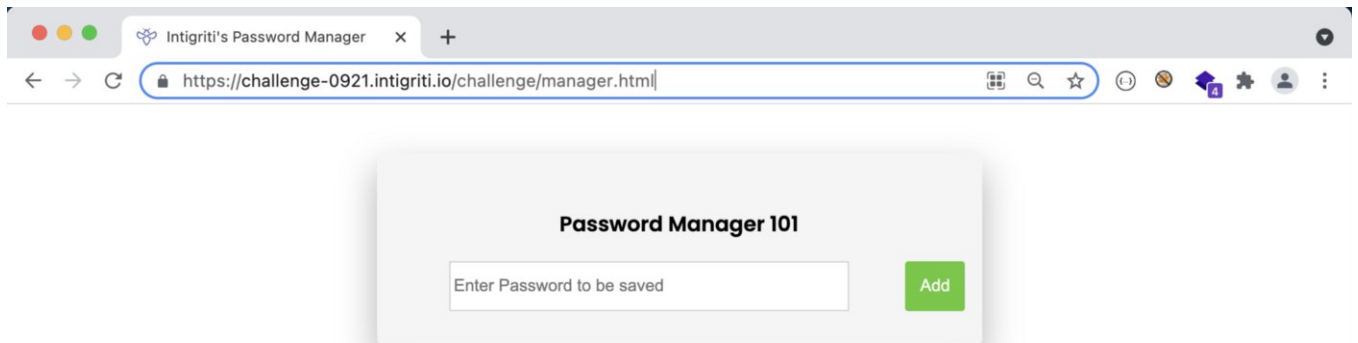 Intigriti's Password Manager
https://challenge-0921.intigriti.io/challenge/manager.html
4
Password Manager 101
Enter Password to be saved
Add